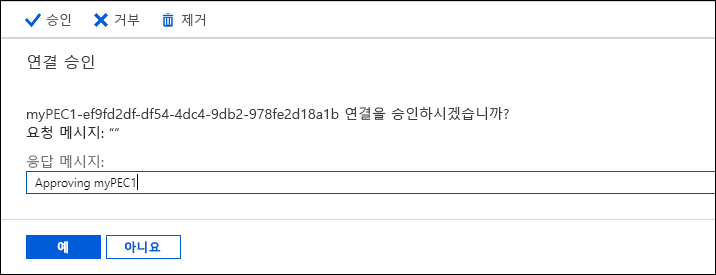 승인 거부 제거
연결 승인
myPEC1-ef9fd2df-df54-4dc4-9db2-978fe2d18a1b 연결을 승인하시겠습니까?
요청 메시지: “”
응답 메시지:
Approving myPEC1
예 아니요